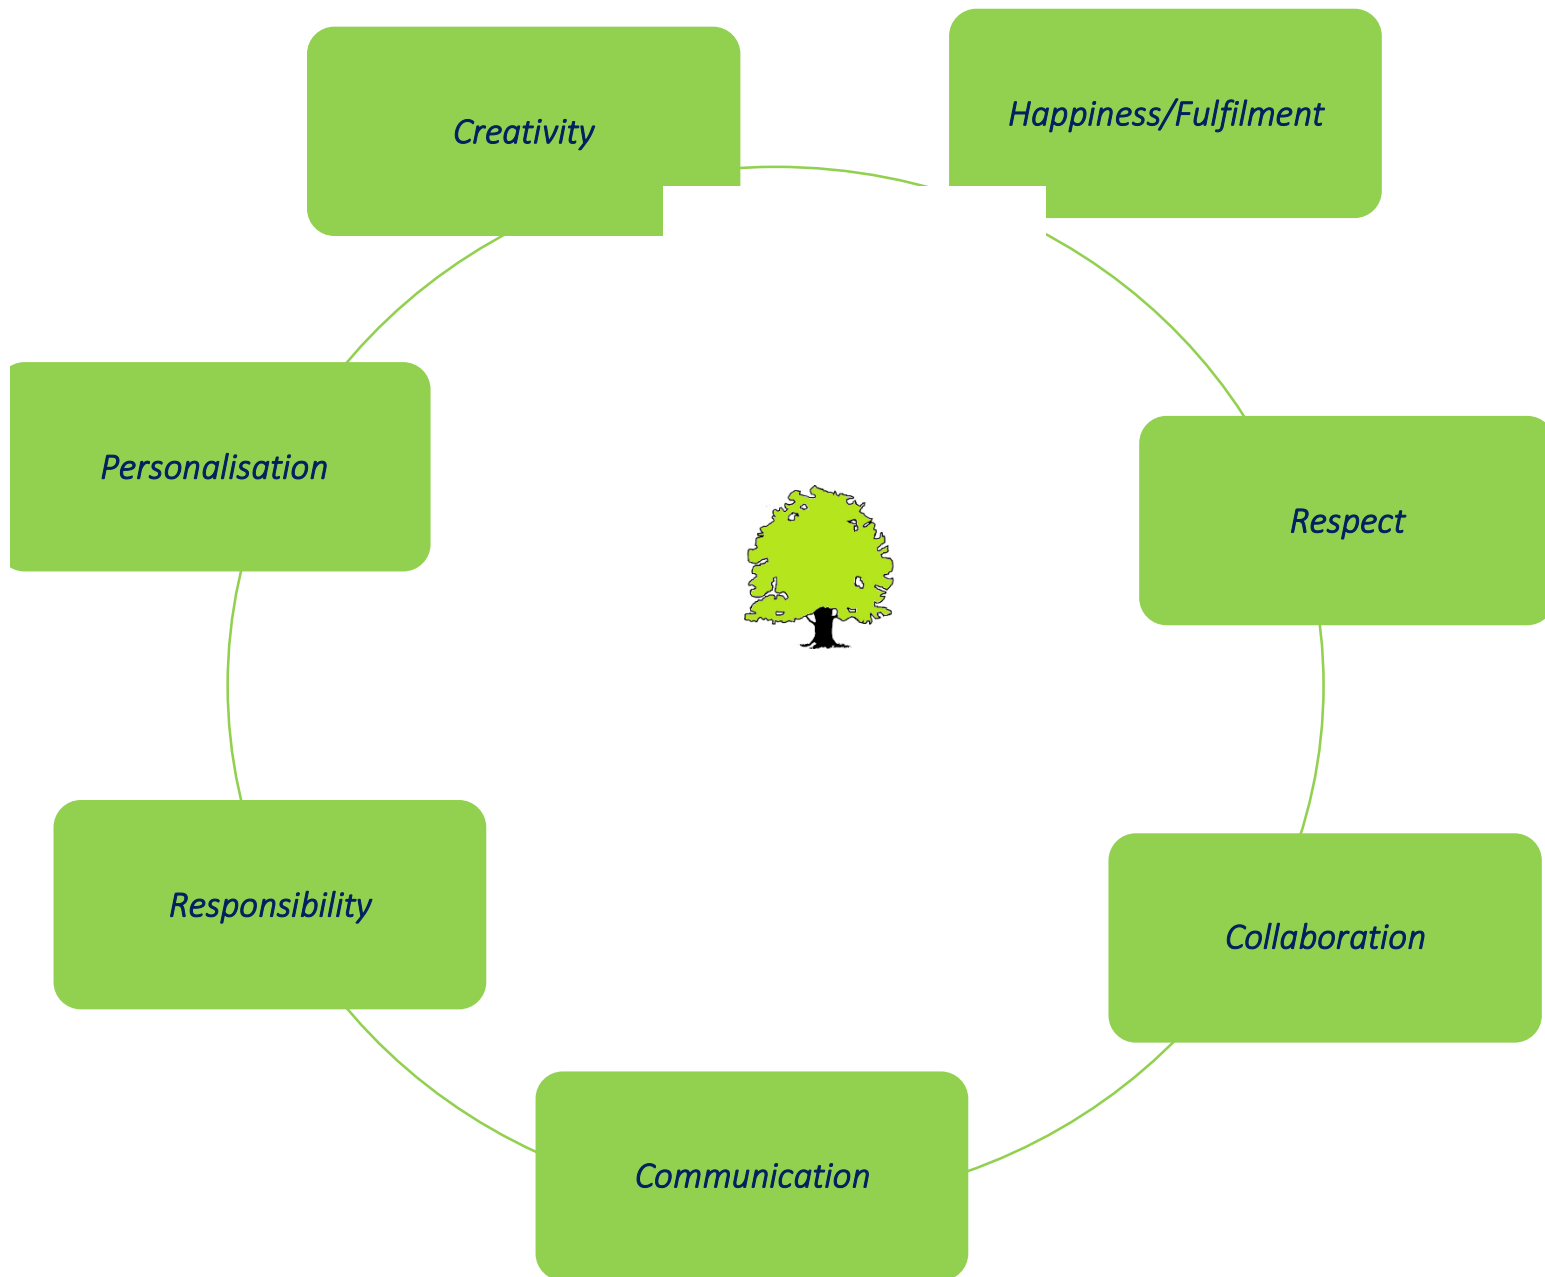 Creativity
Happiness/Fulfilment
Personalisation
Respect
Responsibility
Collaboration
Communication